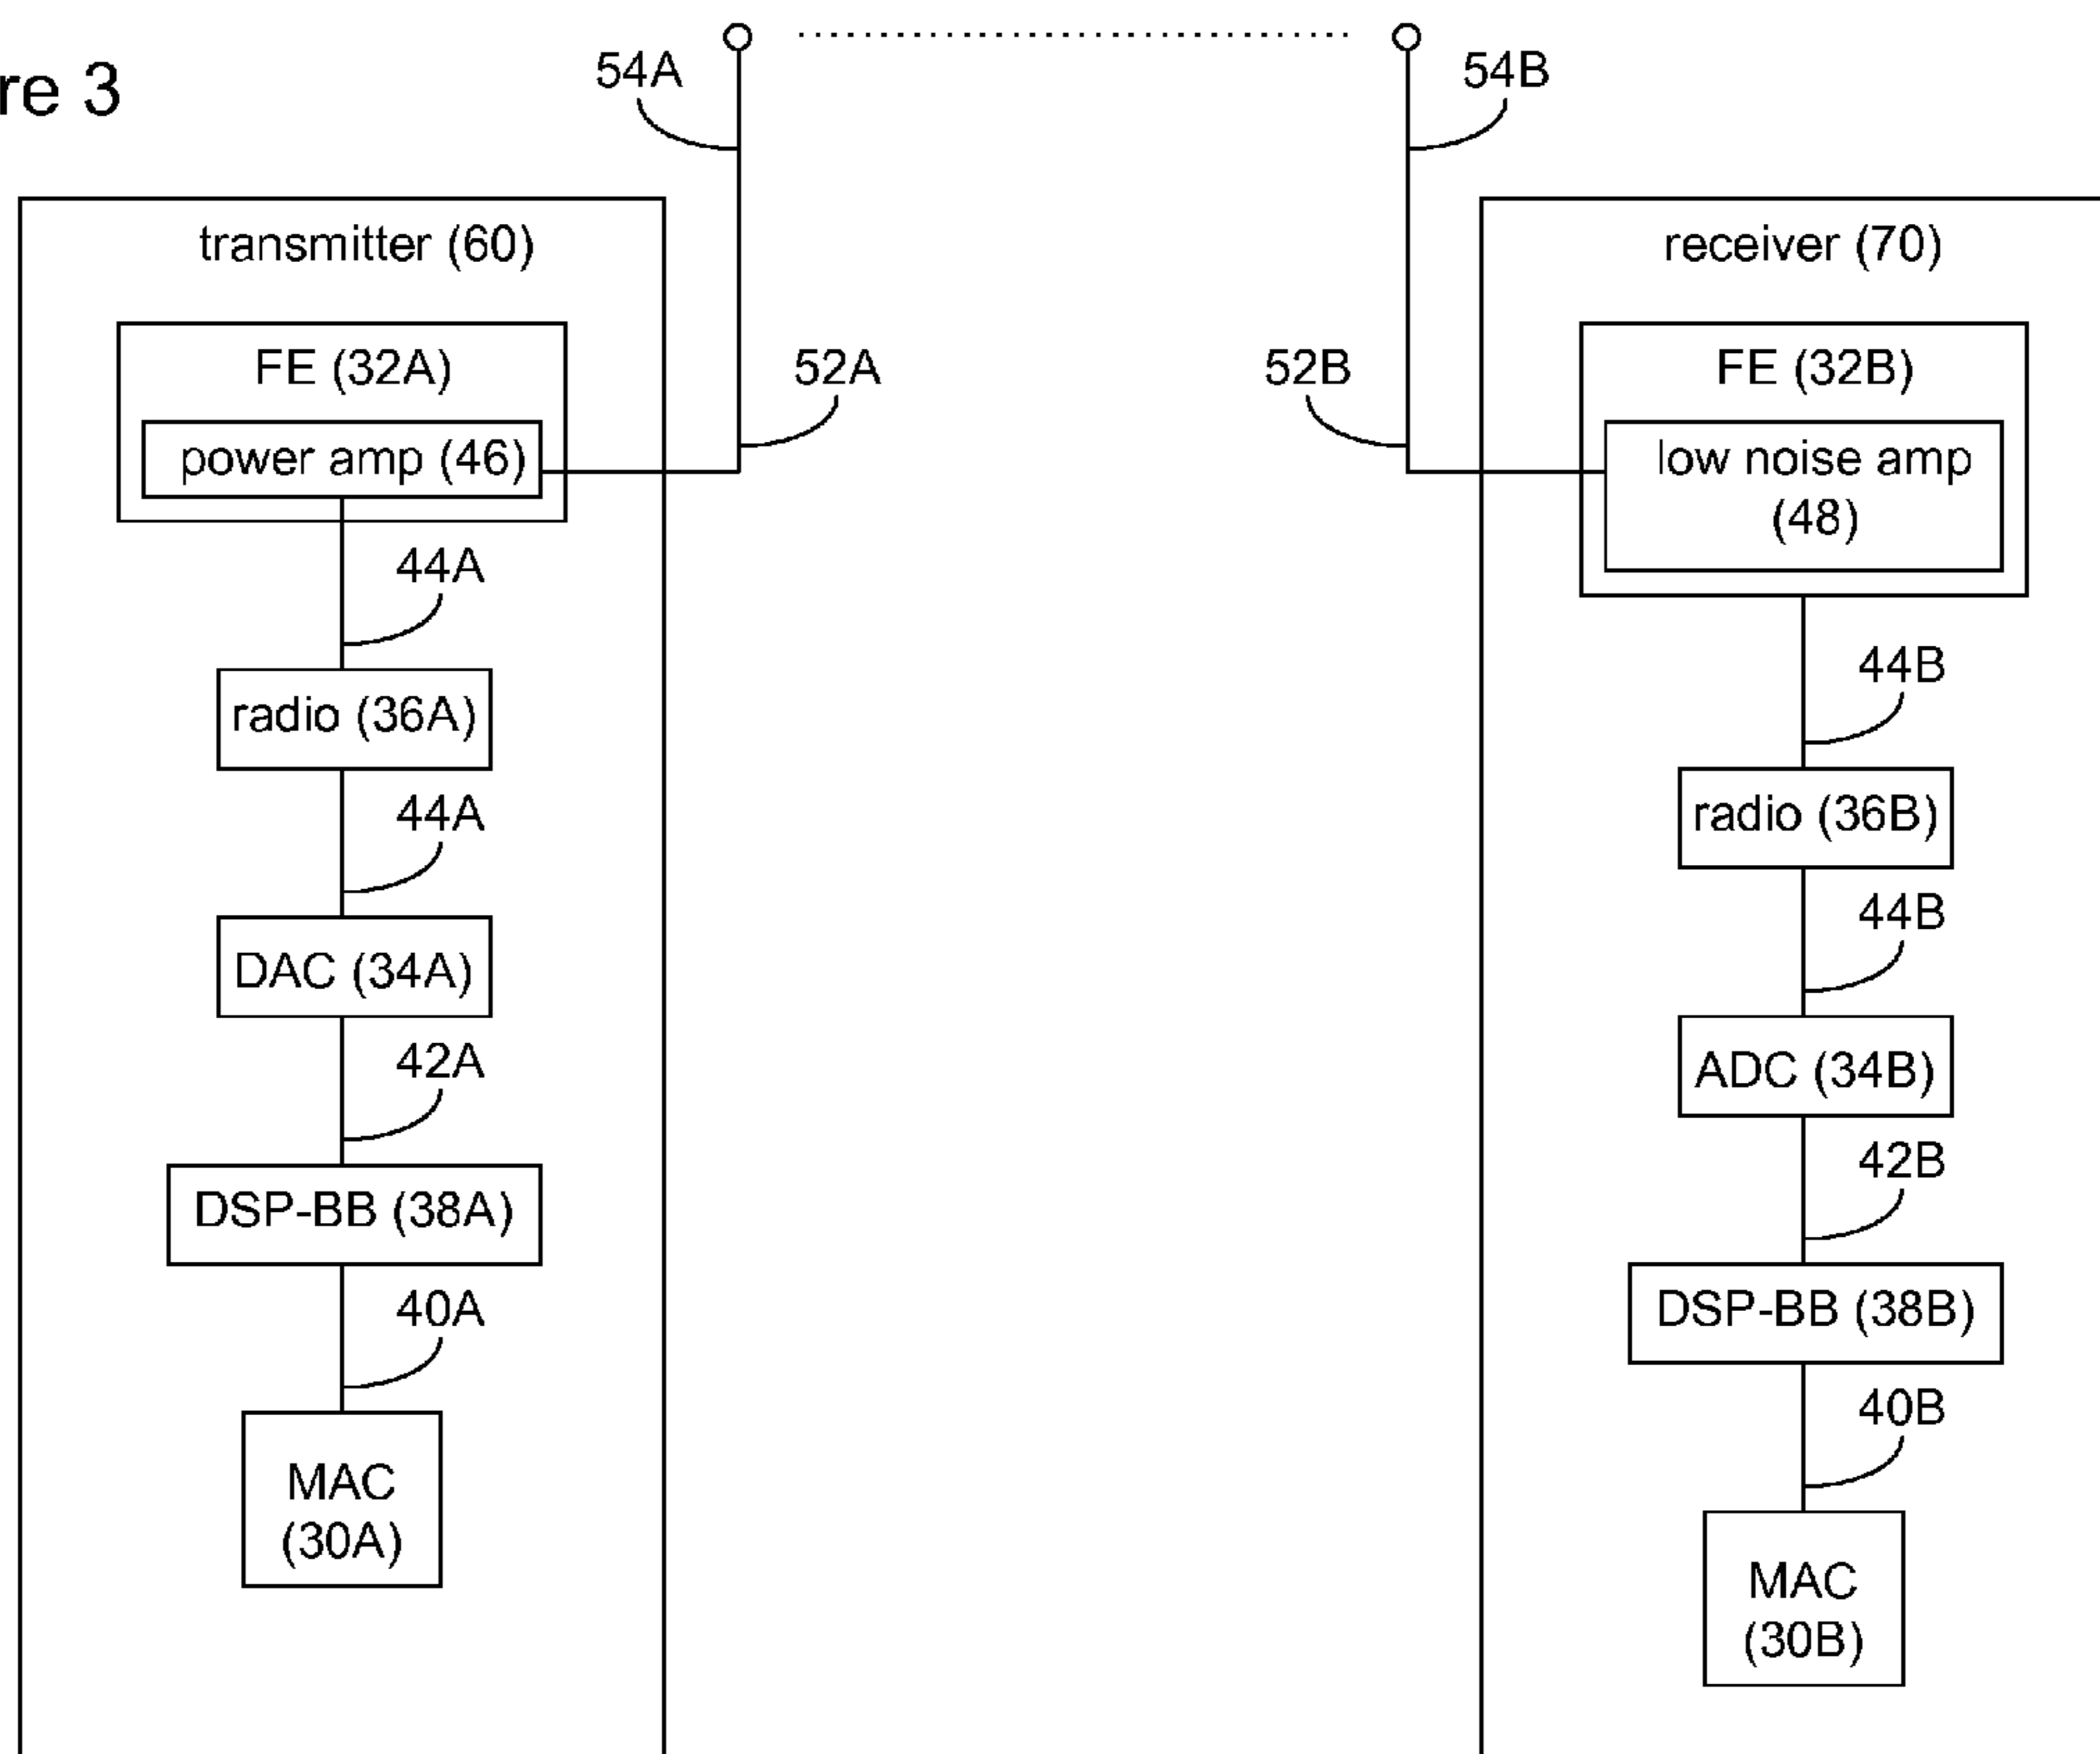 re 3
54A
54B
transmitter (60)
receiver (70)
FE (32A)
52A
52B
FE (32B)
power amp (46)
low noise amp
(48)
44A
44B
radio (36A)
radio (36B)
44A
44B
DAC (34A)
ADC (34B)
42A
42B
DSP-BB (38A)
DSP-BB (38B)
40A
40B
MAC
(30A)
MAC
(30B)